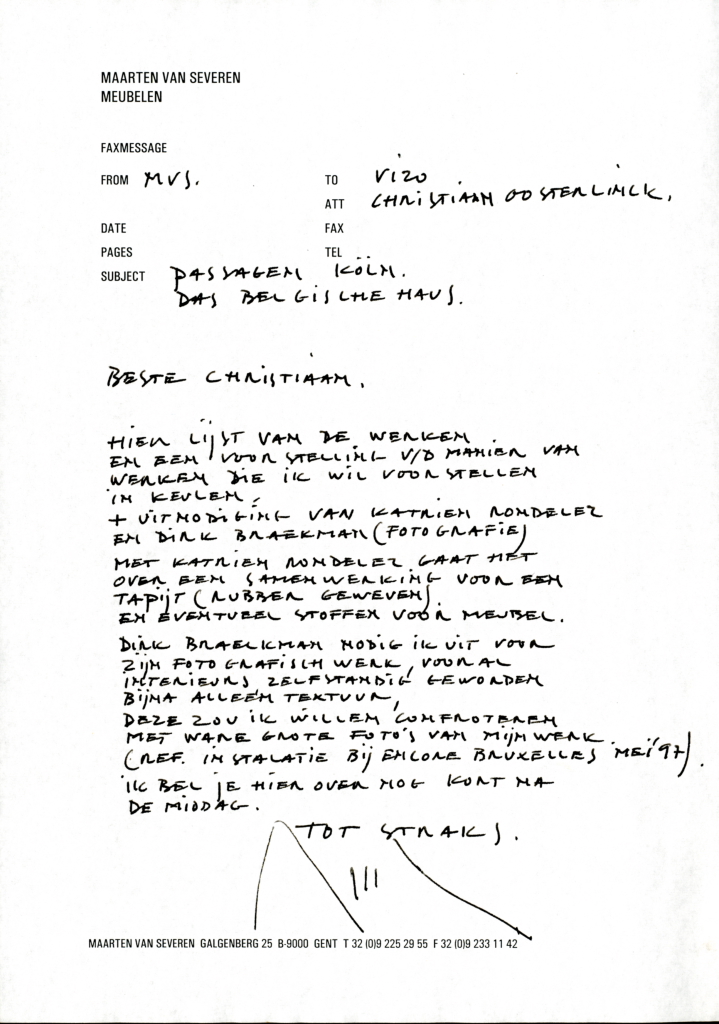 MAARTEN VAN SEVEREN
MEUBELEN
FAXMESSAGE
FROM MVS.
TO VIZO
ATT CHRISTIAAN OOSTERLINCK.
DATE
FAX
PAGES
TEL
SUBJECT PASSAGEN KÖLN.
DAS BELGISCHE HAUS.
BESTE CHRISTIAAN,
HIER LIJST VAN DE WERKEN
EN EEN VOORSTELLING V/D MANIER VAN
WERKEN DIE IK WIL VOORSTELLEN
IN KEULEN,
+ UITNODIGING VAN KATRIEN RONDELEZ
EN DIRK BRAEKMAN (FOTOGRAFIE)
MET KATRIEN RONDELEZ GAAT HET
OVER EEN SAMENWERKING VOOR EEN
TAPIJT (RUBBER GEWEVEN)
EN EVENTUEEL STOFFEN VOOR MEUBEL.
DIRK BRAECKMAN NODIG IK UIT VOOR
ZIJN FOTOGRAFISCH WERK, VOORAL
INTERIEURS ZELFSTANDIG GEWORDEN
BIJNA ALLEEN TEKTUUR,
DEZE ZOU IK WILLEN CONFROTEREN
MET WARE GROTE FOTO'S VAN MIJN WERK
(REF. INSTALATIE BIJ ENCORE BRUXELLES MEI '97).
IK BEL JE HIER OVER NOG KORT NA
DE MIDDAG.
TOT STRAKS.
MAARTEN VAN SEVEREN GALGENBERG 25 B-9000 GENT T 32 (0)9 225 29 55 F 32 (0)9 233 11 42